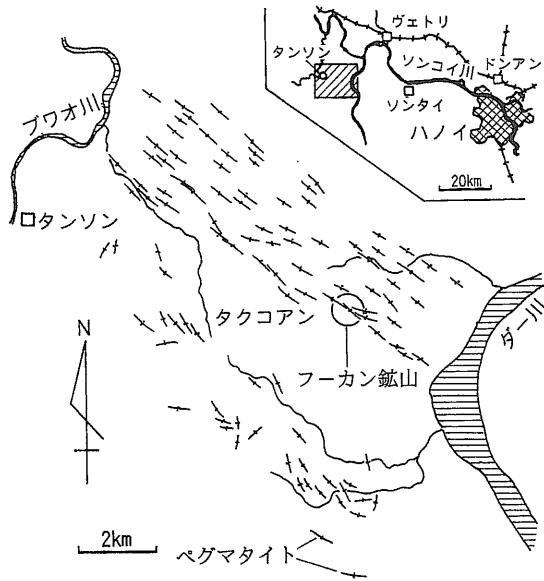 ヴェトリ
タンソン
ソンコイ川
ドンアン
ソンタイ
ハノイ
20km
ブワオ川
タンソン
タクコアン
ダー川
フーカン鉱山
N
2km
ペグマタイト